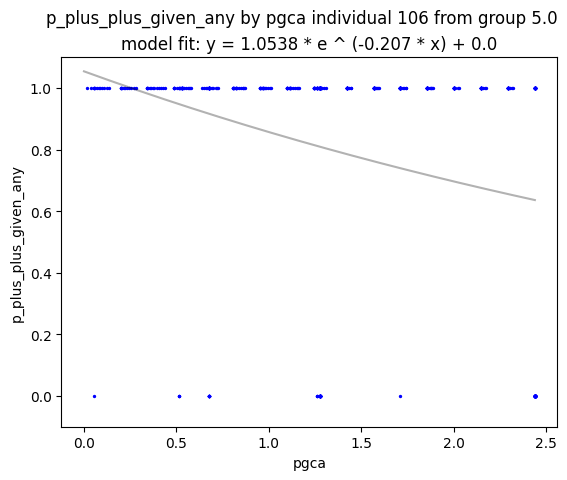 p_plus_plus_given_any by pgca individual 106 from group 5.0
model fit: y = 1.0538 * e ^ (-0.207 * x) + 0.0
p_plus_plus_given_any
1.0
0.8
0.6
0.4
0.2
0.0
0.0 0.5 1.0 1.5 2.0 2.5
pgca